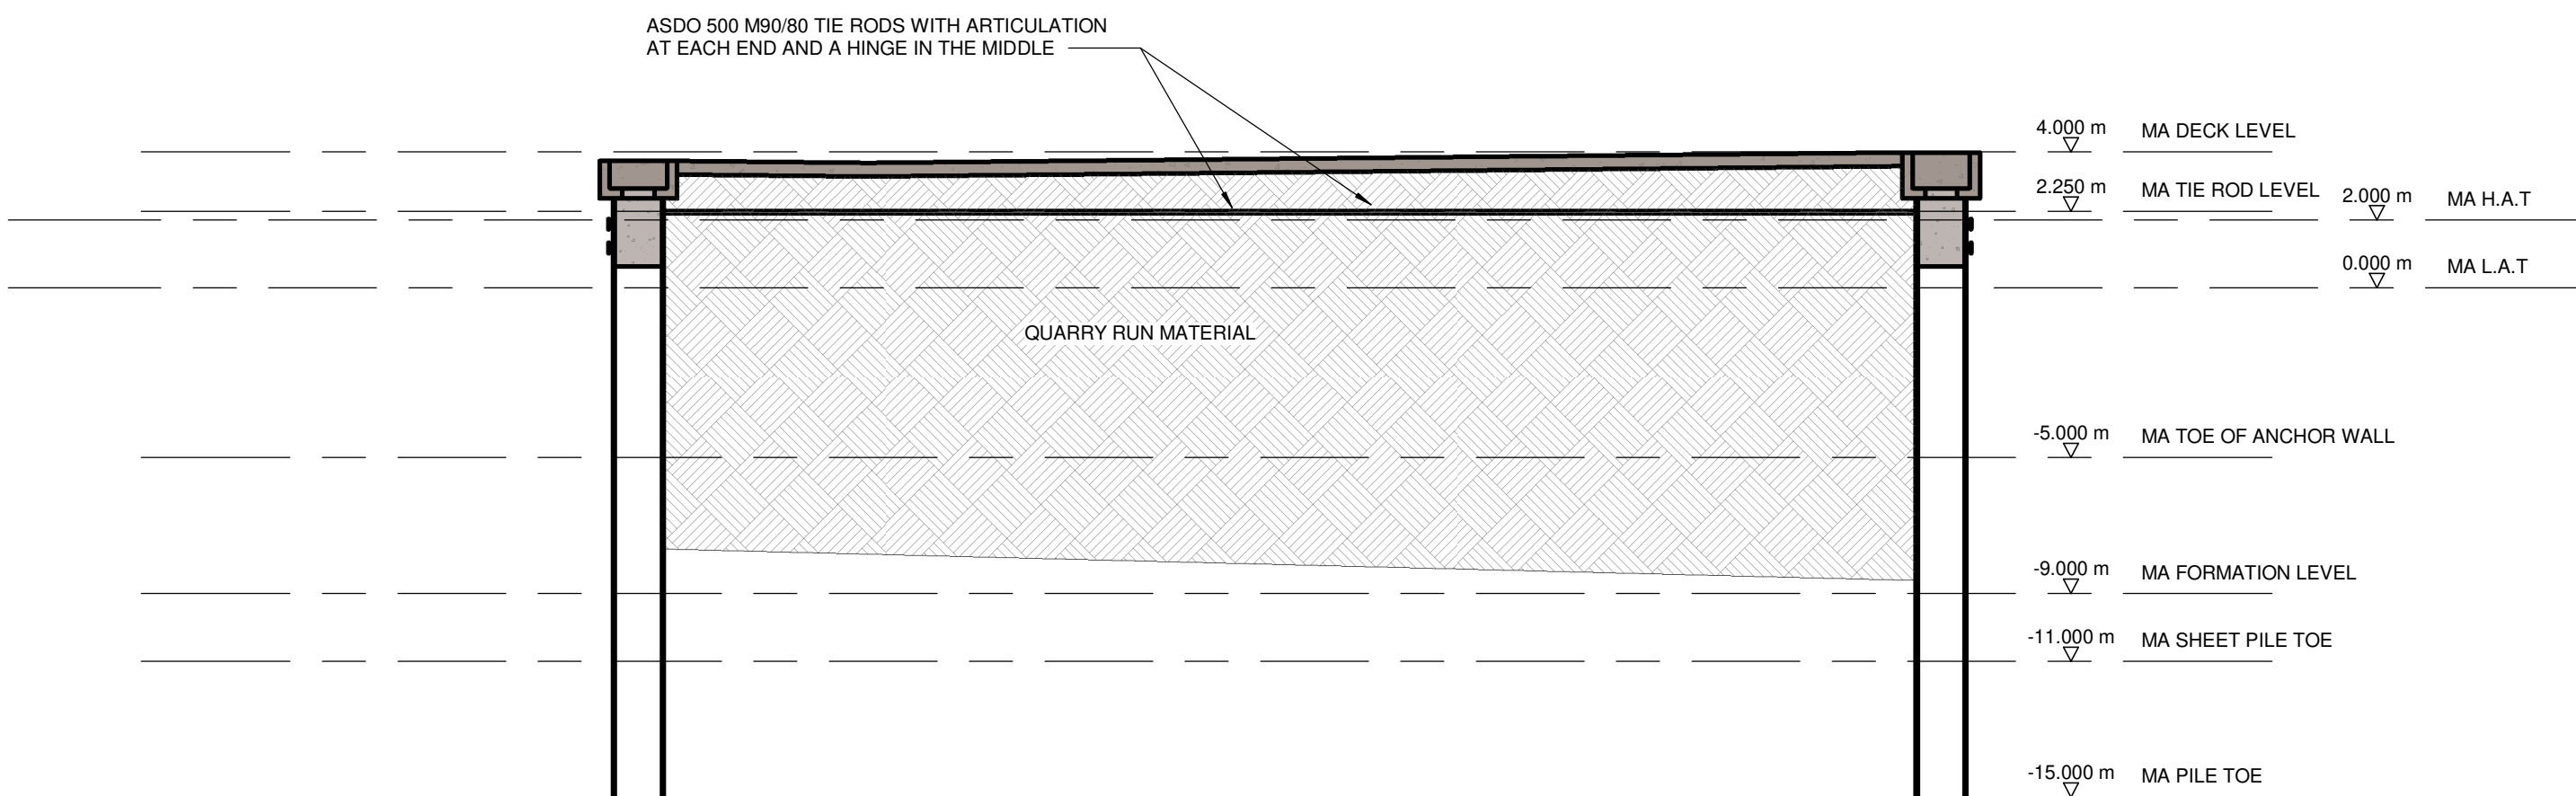 ASDO 500 M90/80 TIE RODS WITH ARTICULATION
AT EACH END AND A HINGE IN THE MIDDLE
4.000 m MA DECK LEVEL
2.250 m MA TIE ROD LEVEL
2.000 m MA H.A.T
0.000 m MA L.A.T
QUARRY RUN MATERIAL
-5.000 m MA TOE OF ANCHOR WALL
-9.000 m MA FORMATION LEVEL
-11.000 m MA SHEET PILE TOE
-15.000 m MA PILE TOE